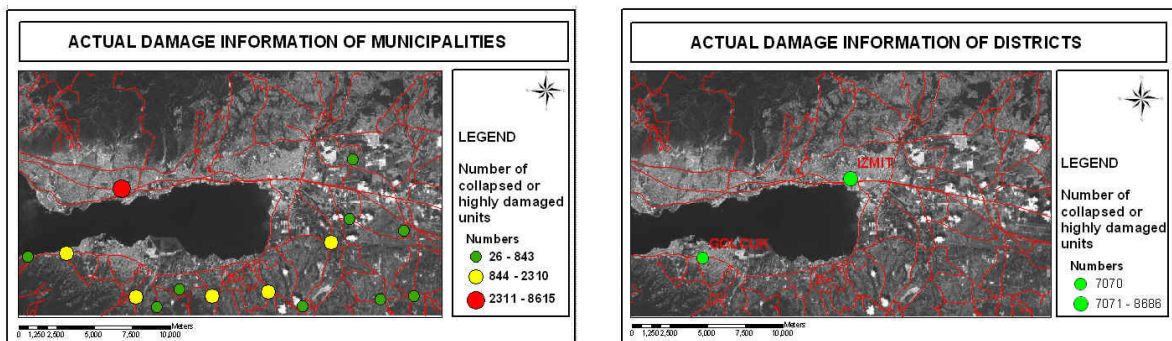 ACTUAL DAMAGE INFORMATION OF MUNICIPALITIES
LEGEND
Number of
collapsed or
highly damaged
units
Numbers
26 - 843
844 - 2310
2311 - 8615
Meters
0 1,250 2,500 5,000 7,500 10,000
ACTUAL DAMAGE INFORMATION OF DISTRICTS
IZMIT
GOLCUK
LEGEND
Number of
collapsed or
highly damaged
units
Numbers
7070
7071 - 8686
Meters
0 1,250 2,500 5,000 7,500 10,000